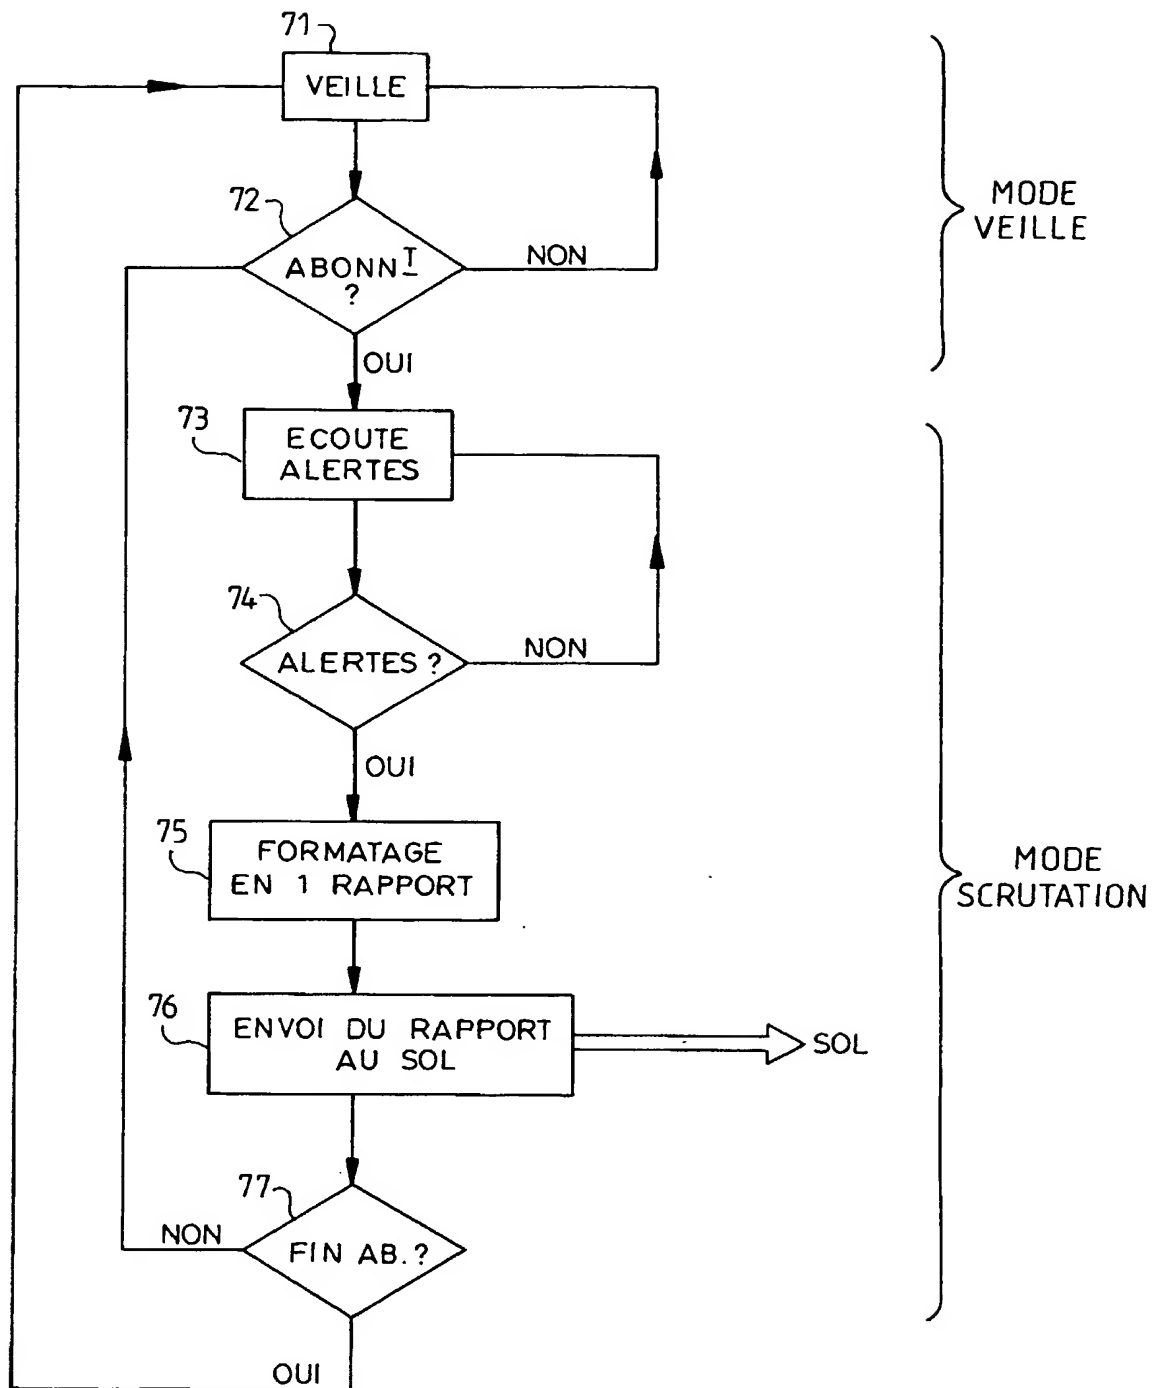 71
VEILLE
MODE
VEILLE
72
ABONNT
?
NON
OUI
73
ECOUTE
ALERTES
74
ALERTES ?
NON
OUI
75
FORMATAGE
EN 1 RAPPORT
MODE
SCRUTATION
76
ENVOI DU RAPPORT
AU SOL
SOL
77
NON
FIN AB. ?
OUI